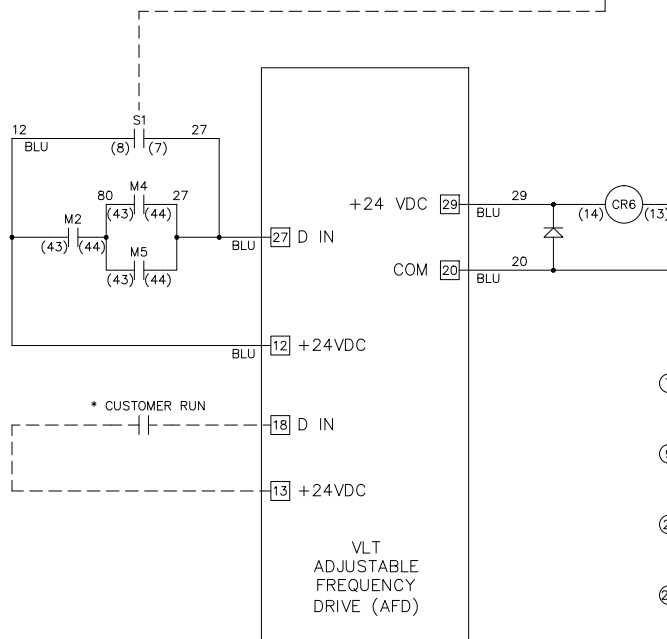 S1
12
27
BLU
(8)
(7)
M4
80
27
(43)
(44)
M2
(43)
(44)
M5
(43)
(44)
BLU
27 D IN
+24 VDC 29
BLU
29
(14)
CR6
(13)
COM 20
BLU
20
BLU
12 +24VDC
* CUSTOMER RUN
18 D IN
13 +24VDC
VLT
ADJUSTABLE
FREQUENCY
DRIVE (AFD)